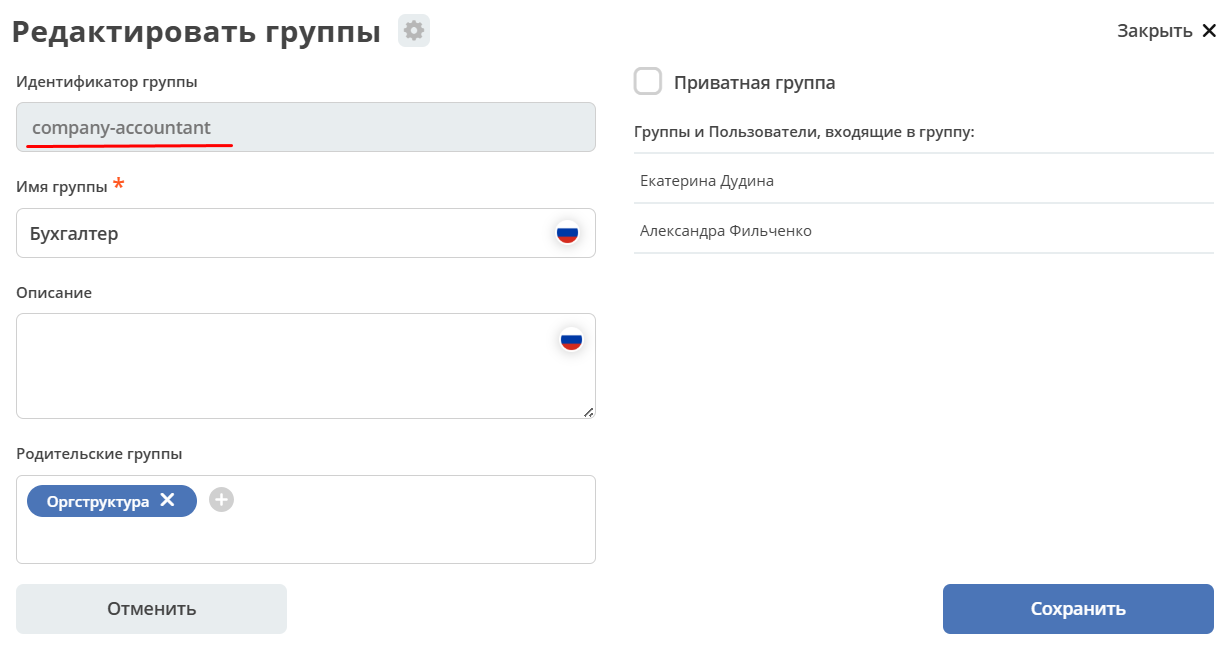 Редактировать группы
Закрыть
Идентификатор группы
company-accountant
Имя группы *
Бухгалтер
Описание
Родительские группы
Оргструктура
Отменить
Приватная группа
Группы и Пользователи, входящие в группу:
Екатерина Дудина
Александра Фильченко
Сохранить